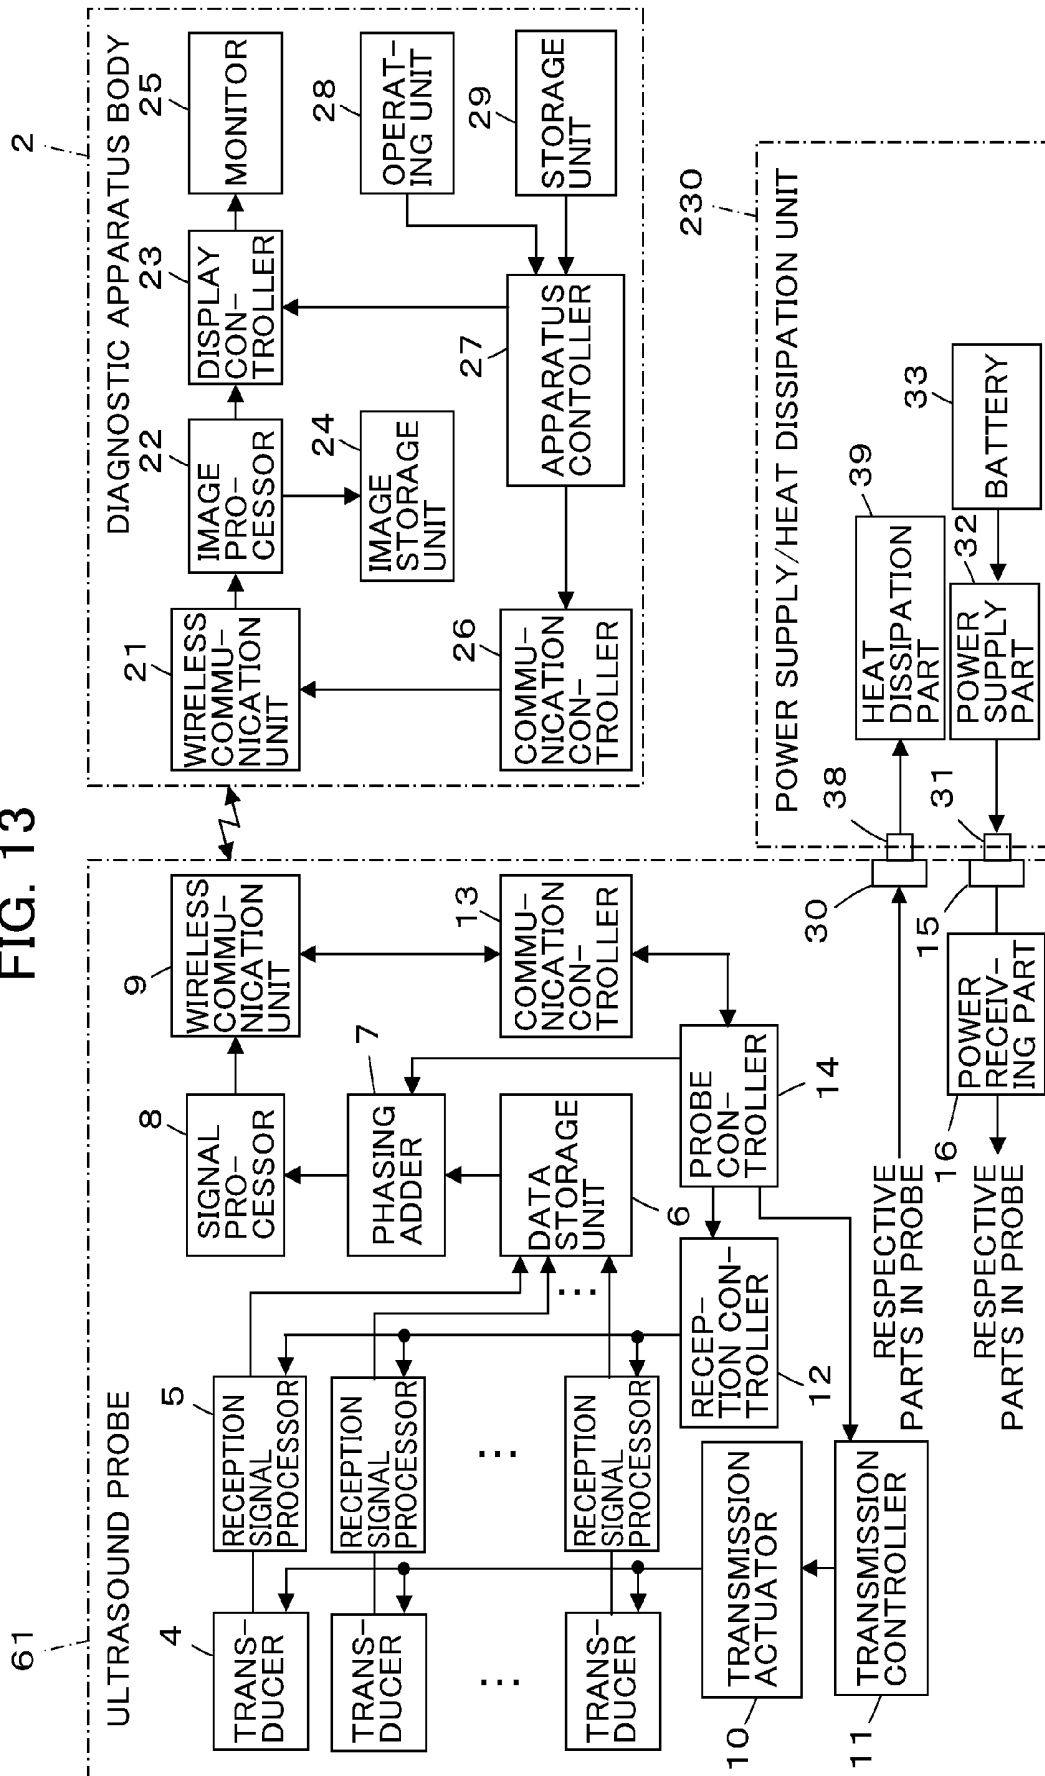 FIG. 13
61
ULTRASOUND PROBE
4
TRANS-
DUCER
TRANS-
DUCER
...
TRANS-
DUCER
5
RECEPTION
SIGNAL
PROCESSOR
RECEPTION
SIGNAL
PROCESSOR
...
RECEPTION
SIGNAL
PROCESSOR
...
8
SIGNAL
PRO-
CESSOR
7
PHASING
ADDER
DATA
STORAGE
UNIT
6
9
WIRELESS
COMMU-
NICATION
UNIT
13
COMMU-
NICATION
CON-
TROLLER
PROBE
CON-
TROLLER
14
RECEP-
TION CON-
TROLLER
12
TRANSMISSION
ACTUATOR
10
TRANSMISSION
CONTROLLER
11
RESPECTIVE
PARTS IN PROBE
30
RESPECTIVE
PARTS IN PROBE
16
POWER
RECEIV-
ING PART
15
2
DIAGNOSTIC APPARATUS BODY
21
WIRELESS
COMMU-
NICATION
UNIT
22
IMAGE
PRO-
CESSOR
23
DISPLAY
CON-
TROLLER
25
MONITOR
24
IMAGE
STORAGE
UNIT
28
OPERAT-
ING UNIT
29
STORAGE
UNIT
26
COMMU-
NICATION
CON-
TROLLER
27
APPARATUS
CONTROLLER
230
POWER SUPPLY/HEAT DISSIPATION UNIT
38
HEAT
DISSIPATION
PART
39
31
POWER
SUPPLY
PART
32
33
BATTERY